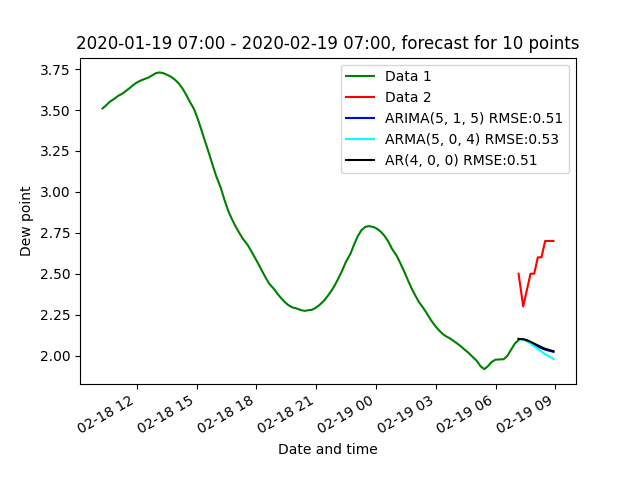 2020-01-19 07:00 - 2020-02-19 07:00, forecast for 10 points
Data 1
Data 2
ARIMA(5, 1, 5) RMSE:0.51
ARMA(5, 0, 4) RMSE:0.53
AR(4, 0, 0) RMSE:0.51
Dew point
3.75
3.50
3.25
3.00
2.75
2.50
2.25
2.00
02-18 12
02-18 15
02-18 18
02-18 21
02-19 00
02-19 03
02-19 06
02-19 09
Date and time